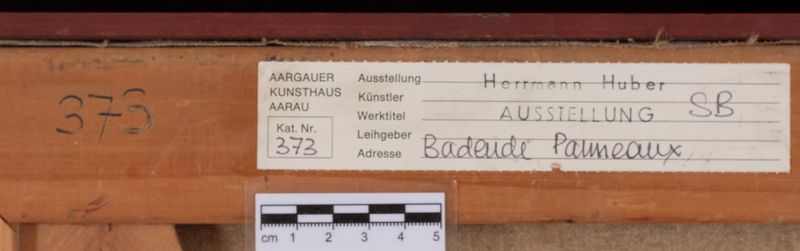 373
AARGAUER
KUNSTHAUS
AARAU
Kat. Nr.
373
Ausstellung Herrmann Huber
Künstler
Werktitel AUSSTELLUNG SB
Leihgeber
Adresse Badende Panneaux
cm 1 2 3 4 5